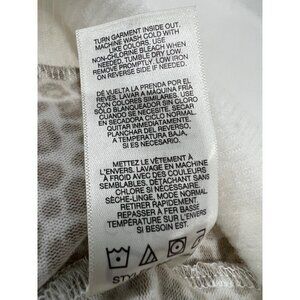 TURN GARMENT INSIDE OUT,
MACHINE WASH COLD WITH
LIKE COLORS, USE
NON-CHLORINE BLEACH WHEN
NEEDED, TUMBLE DRY LOW,
REMOVE PROMPTLY. LOW IRON
ON REVERSE SIDE IF NEEDED
DÉ VUELTA LA PRENDA POR EL
REVÉS. LAVAR A MAQUINA FRIA
CON COLORES SIMILARES. USE
SOLO BLANQUEADOR SIN CLORO
CUANDO SE NECESITE. SECAR
EN SECADORA CICLO NORMAL.
QUITAR INMEDIATAMENTE.
PLANCHAR DEL REVERSO,
A TEMPERATURA BAJA,
SI ES NECESARIO.
METTEZ LE VÊTEMENT À
L'ENVERS. LAVAGE EN MACHINE
À FROID AVEC DES COULEURS
SEMBLABLES. DÉTACHANT SANS
CHLORE SI NÉCESSAIRE.
SÈCHE-LINGE, MODE NORMAL
RETIRER RAPIDEMENT
REPASSER À FER BASSE
TEMPÉRATURE SUR L'ENVERS
SI BESOIN EST.
STYL